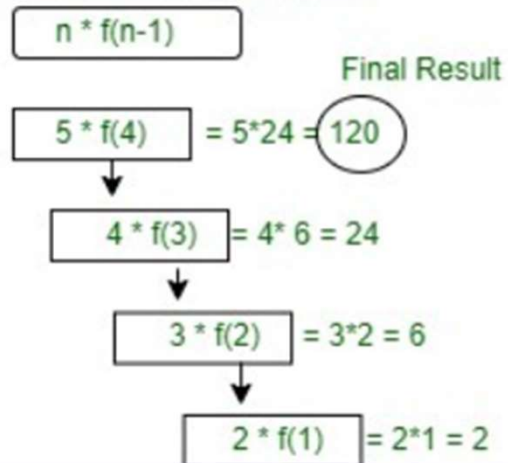 n * f(n-1)
Final Result
5 * f(4) = 5*24 = 120
4 * f(3) = 4* 6 = 24
3 * f(2) = 3*2 = 6
2 * f(1) = 2*1 = 2